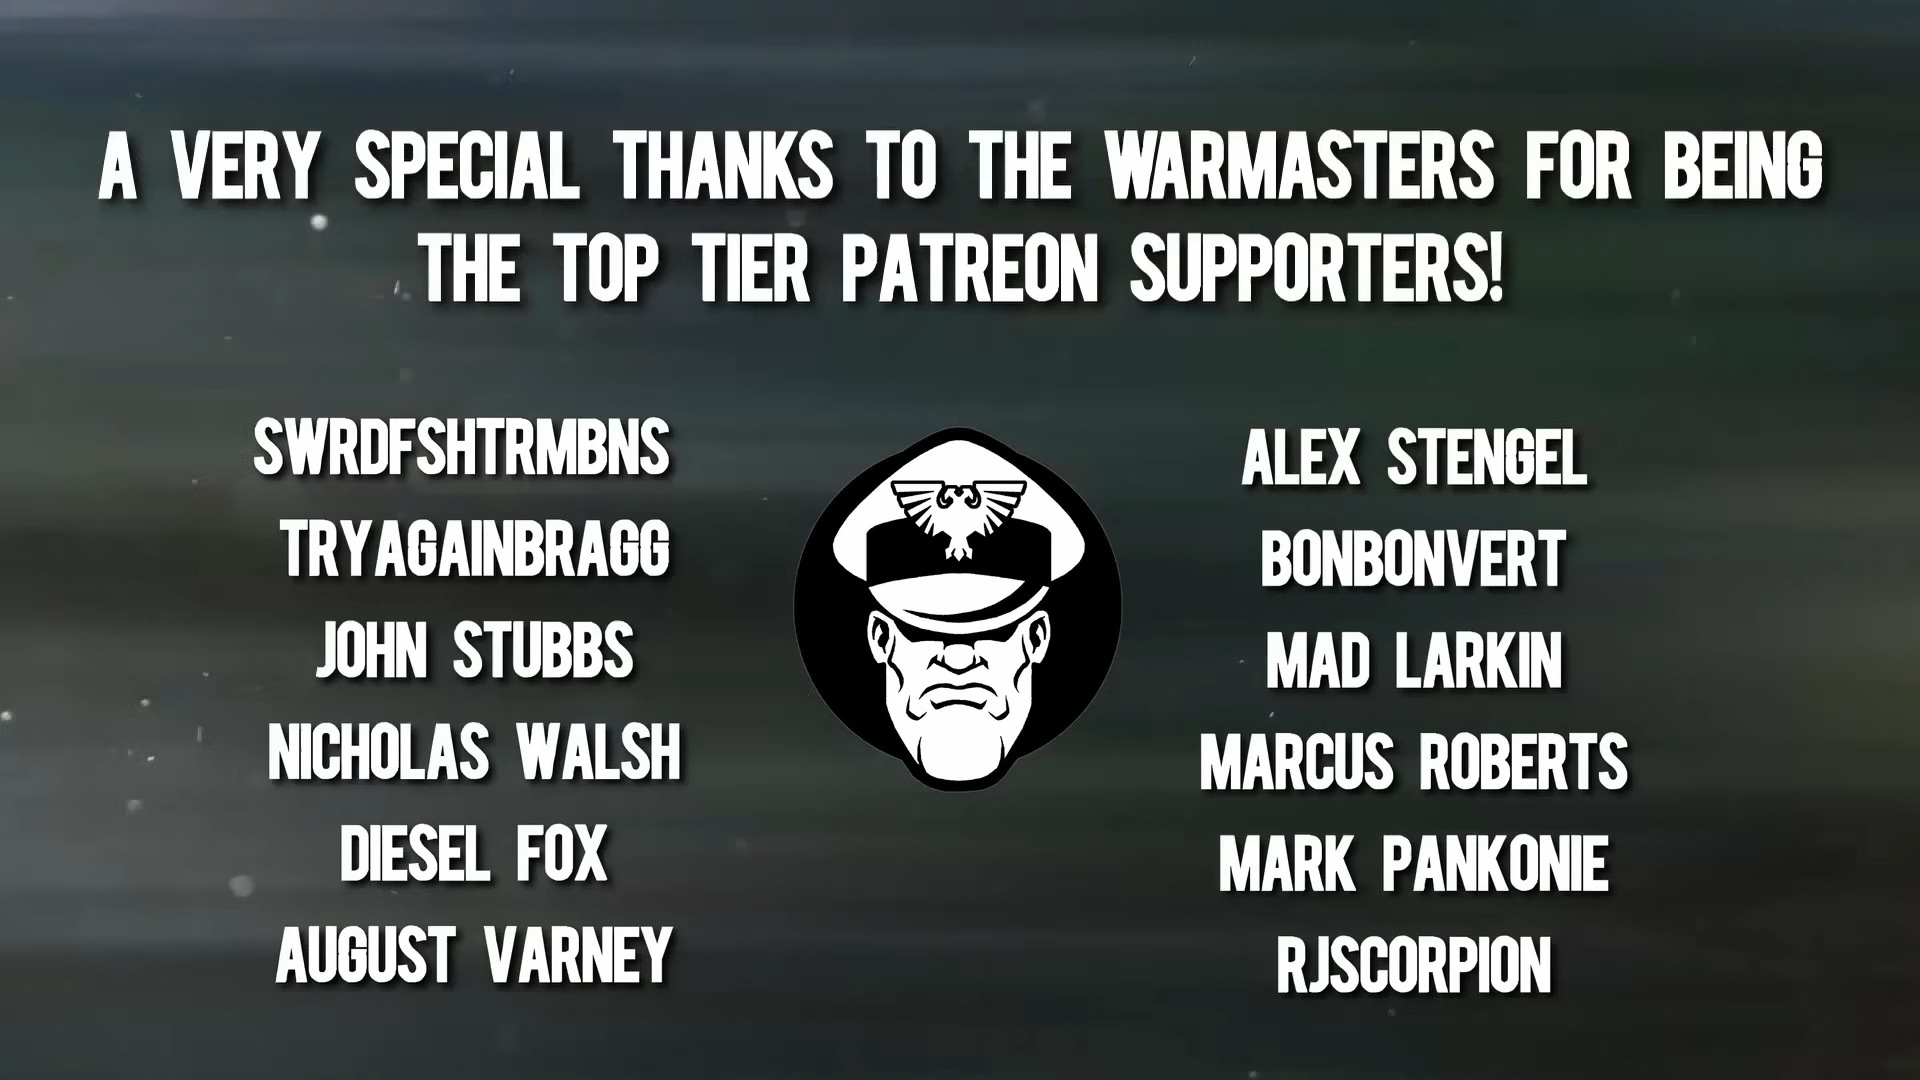 A VERY SPECIAL THANKS TO THE WARMASTERS FOR BEING
THE TOP TIER PATREON SUPPORTERS!
SWRDFSHTRMBNS
TRYAGAINBRAGG
JOHN STUBBS
NICHOLAS WALSH
DIESEL FOX
AUGUST VARNEY
ALEX STENGEL
BONBONVERT
MAD LARKIN
MARCUS ROBERTS
MARK PANKONIE
RJSCORPION